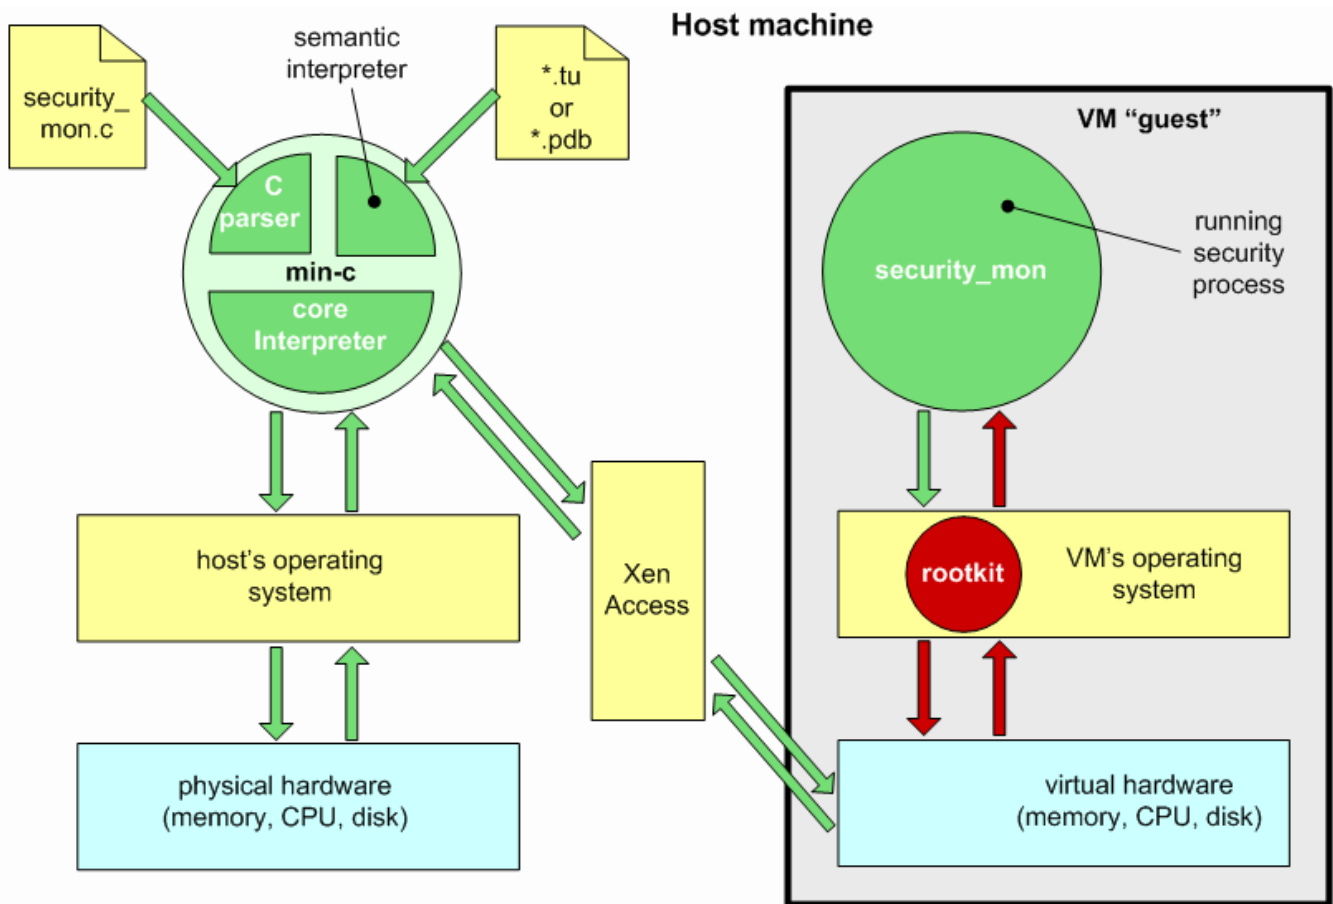 Host machine
security_
mon.c
semantic
interpreter
*.tu
or
*.pdb
C
parser
min-c
core
Interpreter
VM “guest”
security_mon
running
security
process
host's operating
system
Xen
Access
rootkit
VM's operating
system
physical hardware
(memory, CPU, disk)
virtual hardware
(memory, CPU, disk)